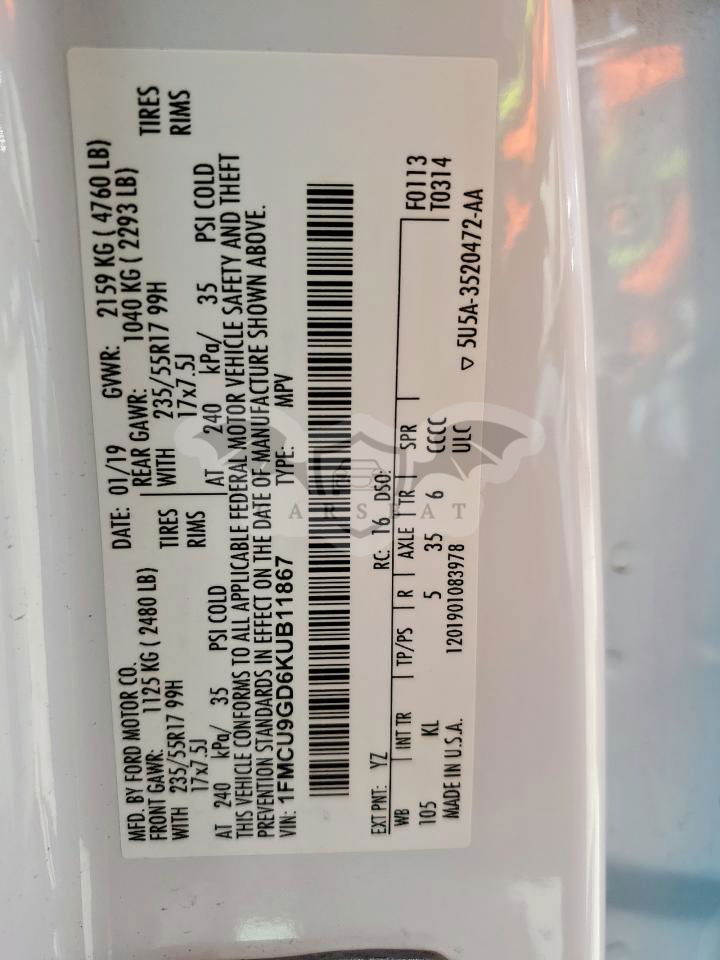 MFD. BY FORD MOTOR CO. DATE: 01/19 GVWR: 2159 KG ( 4760 LB)
FRONT GAWR: 1125 KG ( 2480 LB) REAR GAWR: 1040 KG ( 2293 LB)
WITH 235/55R17 99H TIRES WITH 235/55R17 99H TIRES
17x7.5J RIMS 17x7.5J RIMS
AT 240 kPa/ 35 PSI COLD AT 240 kPa/ 35 PSI COLD
THIS VEHICLE CONFORMS TO ALL APPLICABLE FEDERAL MOTOR VEHICLE SAFETY AND THEFT
PREVENTION STANDARDS IN EFFECT ON THE DATE OF MANUFACTURE SHOWN ABOVE.
VIN: 1FMCU9GD6KUB11867 TYPE: MPV
EXT PNT: YZ RC: 16 DSO:
WB INT TR TP/PS R AXLE TR SPR F0113
105 KL 5 35 6 CCCC T0314
MADE IN U.S.A. 1201901083978 ULC ▽ 5U5A-3520472-AA
CARSFAT